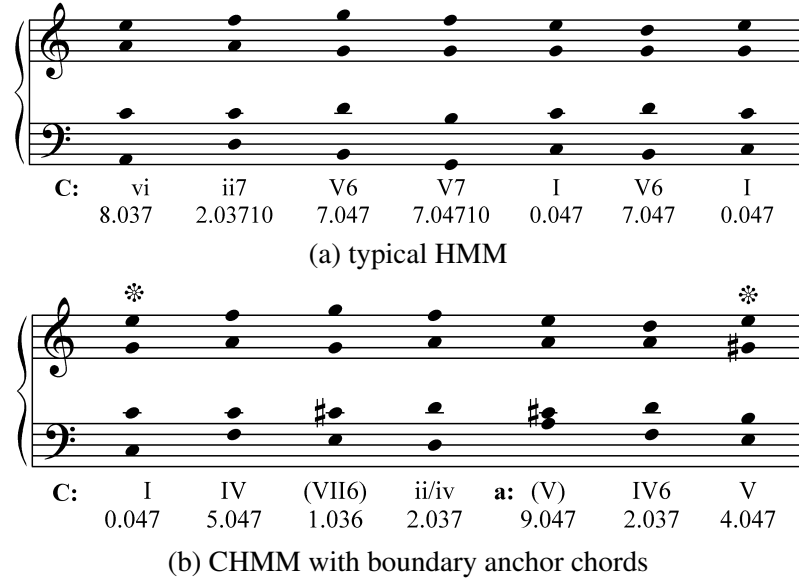 C: vi ii7 V6 V7 I V6 I
8.037 2.03710 7.047 7.04710 0.047 7.047 0.047
(a) typical HMM
C: I IV (VII6) ii/iv a: (V) IV6 V
0.047 5.047 1.036 2.037 9.047 2.037 4.047
(b) CHMM with boundary anchor chords